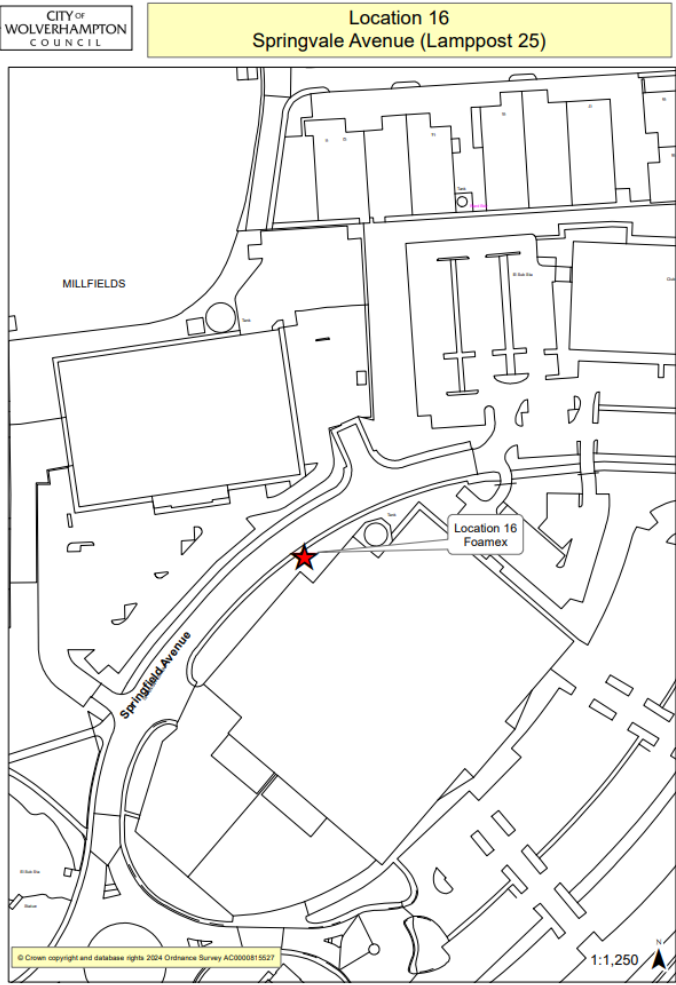 CITY OF
WOLVERHAMPTON
COUNCIL
Location 16
Springvale Avenue (Lamppost 25)
Tank
El Sub Sta
MILLFIELDS
Tank
Tank
Location 16
Foamex
Springfield Avenue
El Sub Sta
© Crown copyright and database rights 2024 Ordnance Survey AC0000815527
1:1,250
N